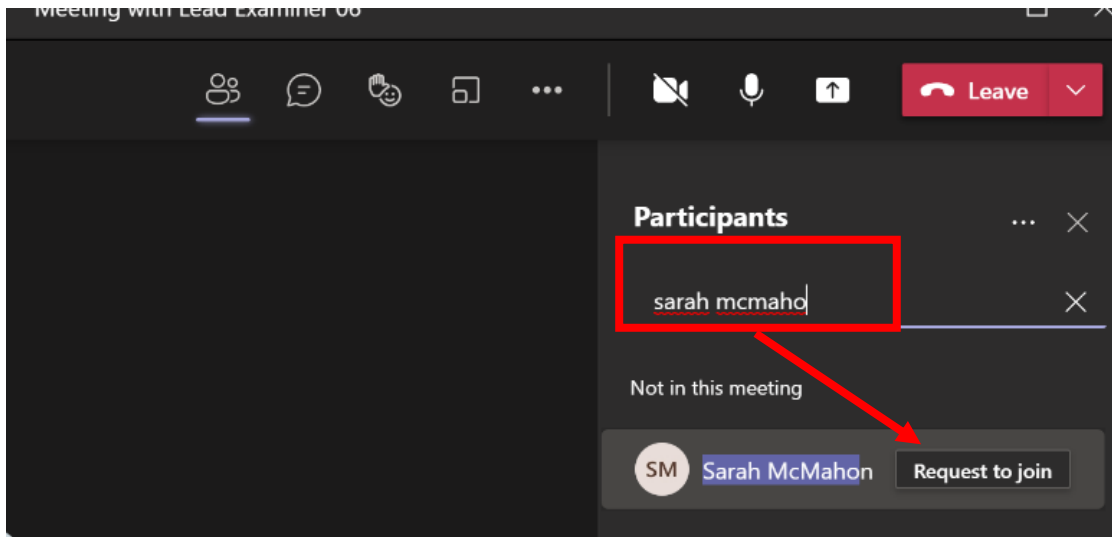 Meeting with Lead Examiner 06
Leave
Participants
sarah mcmaho
Not in this meeting
SM Sarah McMahon Request to join